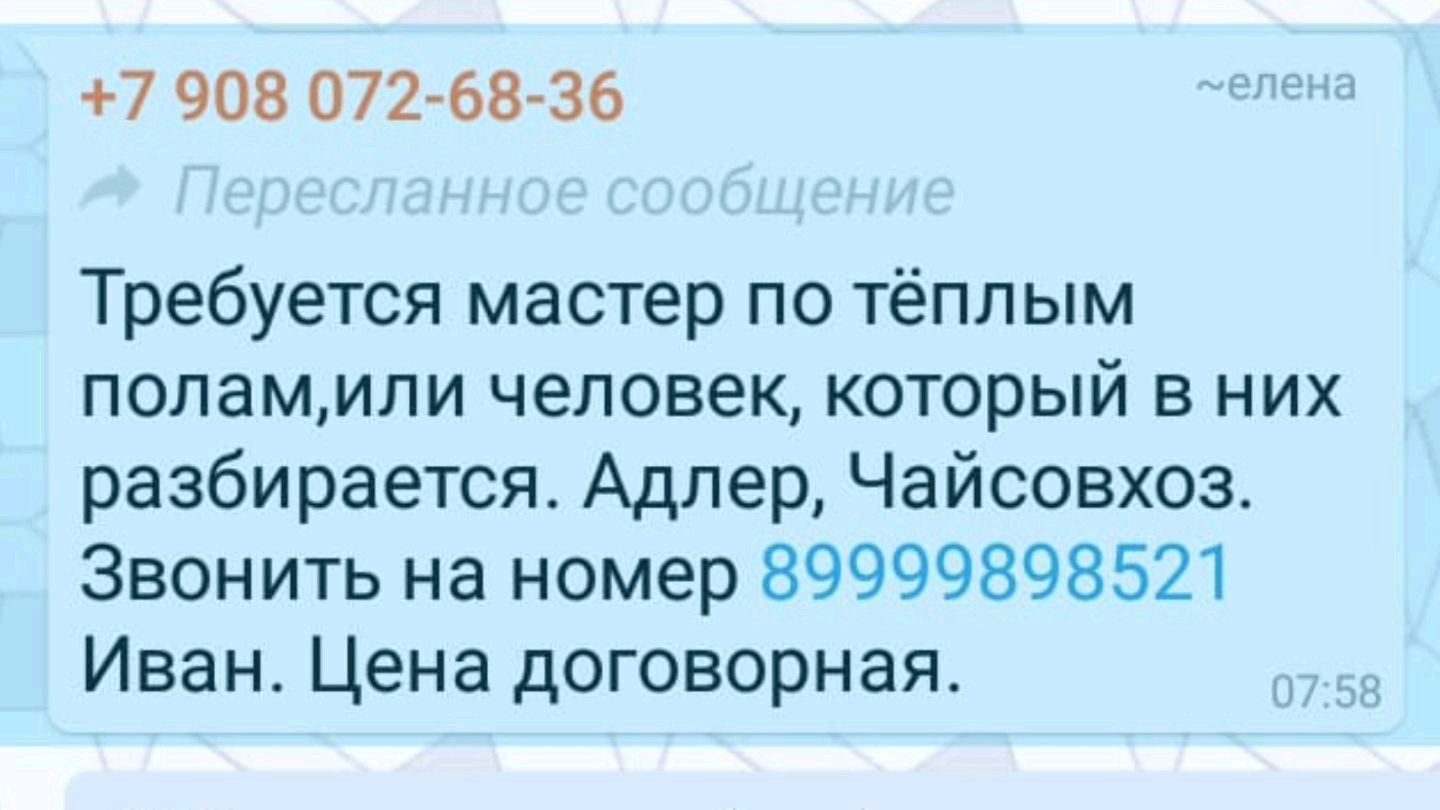 +7 908 072-68-36 ~елена
Пересланное сообщение
Требуется мастер по тёплым
полам,или человек, который в них
разбирается. Адлер, Чайсовхоз.
Звонить на номер 89999898521
Иван. Цена договорная.
07:58